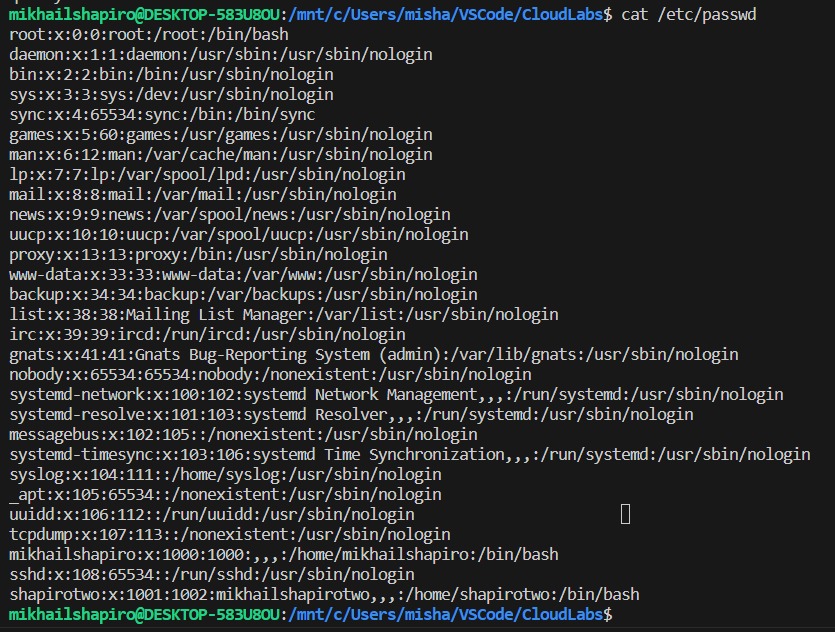 mikhailshapiro@DESKTOP-583U8OU:/mnt/c/Users/misha/VSCode/CloudLabs$ cat /etc/passwd
root:x:0:0:root:/root:/bin/bash
daemon:x:1:1:daemon:/usr/sbin:/usr/sbin/nologin
bin:x:2:2:bin:/bin:/usr/sbin/nologin
sys:x:3:3:sys:/dev:/usr/sbin/nologin
sync:x:4:65534:sync:/bin:/bin/sync
games:x:5:60:games:/usr/games:/usr/sbin/nologin
man:x:6:12:man:/var/cache/man:/usr/sbin/nologin
lp:x:7:7:lp:/var/spool/lpd:/usr/sbin/nologin
mail:x:8:8:mail:/var/mail:/usr/sbin/nologin
news:x:9:9:news:/var/spool/news:/usr/sbin/nologin
uucp:x:10:10:uucp:/var/spool/uucp:/usr/sbin/nologin
proxy:x:13:13:proxy:/bin:/usr/sbin/nologin
www-data:x:33:33:www-data:/var/www:/usr/sbin/nologin
backup:x:34:34:backup:/var/backups:/usr/sbin/nologin
list:x:38:38:Mailing List Manager:/var/list:/usr/sbin/nologin
irc:x:39:39:ircd:/run/ircd:/usr/sbin/nologin
gnats:x:41:41:Gnats Bug-Reporting System (admin):/var/lib/gnats:/usr/sbin/nologin
nobody:x:65534:65534:nobody:/nonexistent:/usr/sbin/nologin
systemd-network:x:100:102:systemd Network Management,,,:/run/systemd:/usr/sbin/nologin
systemd-resolve:x:101:103:systemd Resolver,,,:/run/systemd:/usr/sbin/nologin
messagebus:x:102:105::/nonexistent:/usr/sbin/nologin
systemd-timesync:x:103:106:systemd Time Synchronization,,,:/run/systemd:/usr/sbin/nologin
syslog:x:104:111::/home/syslog:/usr/sbin/nologin
_apt:x:105:65534::/nonexistent:/usr/sbin/nologin
uuidd:x:106:112::/run/uuidd:/usr/sbin/nologin
tcpdump:x:107:113::/nonexistent:/usr/sbin/nologin
mikhailshapiro:x:1000:1000:,,,:/home/mikhailshapiro:/bin/bash
sshd:x:108:65534::/run/sshd:/usr/sbin/nologin
shapirotwo:x:1001:1002:mikhailshapirotwo,,,:/home/shapirotwo:/bin/bash
mikhailshapiro@DESKTOP-583U8OU:/mnt/c/Users/misha/VSCode/CloudLabs$